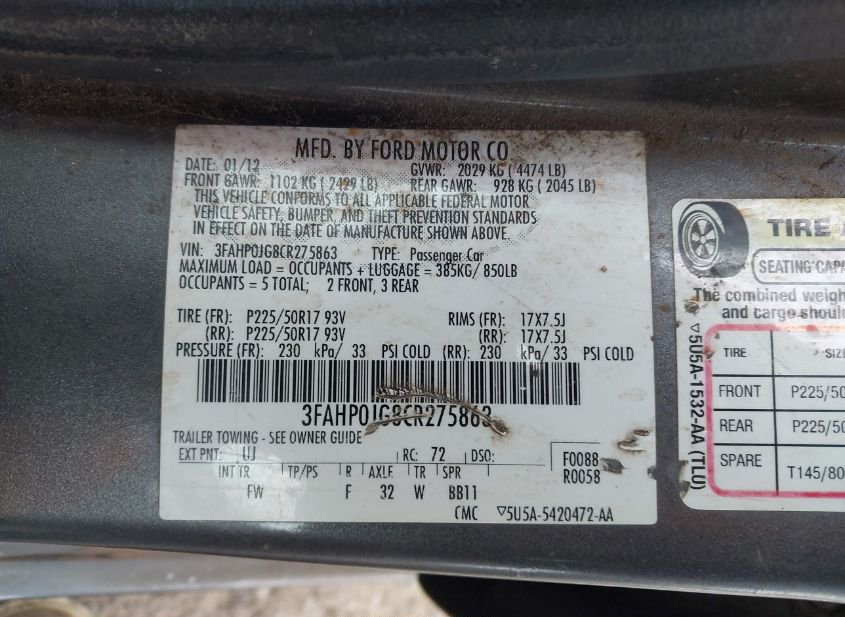 MFD. BY FORD MOTOR CO
DATE: 01/12 GVWR: 2029 KG ( 4474 LB)
FRONT GAWR: 1102 KG ( 2429 LB) REAR GAWR: 928 KG ( 2045 LB)
THIS VEHICLE CONFORMS TO ALL APPLICABLE FEDERAL MOTOR
VEHICLE SAFETY, BUMPER, AND THEFT PREVENTION STANDARDS
IN EFFECT ON THE DATE OF MANUFACTURE SHOWN ABOVE.
VIN: 3FAHP0JG8CR275863 TYPE: Passenger Car
MAXIMUM LOAD = OCCUPANTS + LUGGAGE = 385KG/ 850LB
OCCUPANTS = 5 TOTAL; 2 FRONT, 3 REAR
TIRE (FR): P225/50R17 93V RIMS (FR): 17X7.5J
(RR): P225/50R17 93V (RR): 17X7.5J
PRESSURE (FR): 230 kPa/ 33 PSI COLD (RR): 230 kPa/ 33 PSI COLD
3FAHP0JG8CR275863
TRAILER TOWING - SEE OWNER GUIDE
EXT PNT: UJ RC: 72 DSO: F0088
R0058
INT TR TP/PS R AXLE TR SPR
FW F 32 W BB11
CMC ▽5U5A-5420472-AA
TIRE
SEATING CAPA
The combined weigh
and cargo shoul
TIRE SIZ
FRONT P225/50
REAR P225/50
SPARE T145/80
▽5U5A-1532-AA (TLU)